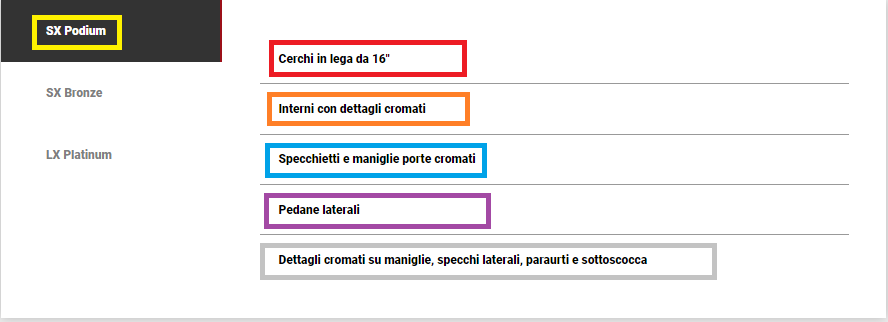 SX Podium
SX Bronze
LX Platinum
Cerchi in lega da 16"
Interni con dettagli cromati
Specchietti e maniglie porte cromati
Pedane laterali
Dettagli cromati su maniglie, specchi laterali, paraurti e sottoscocca